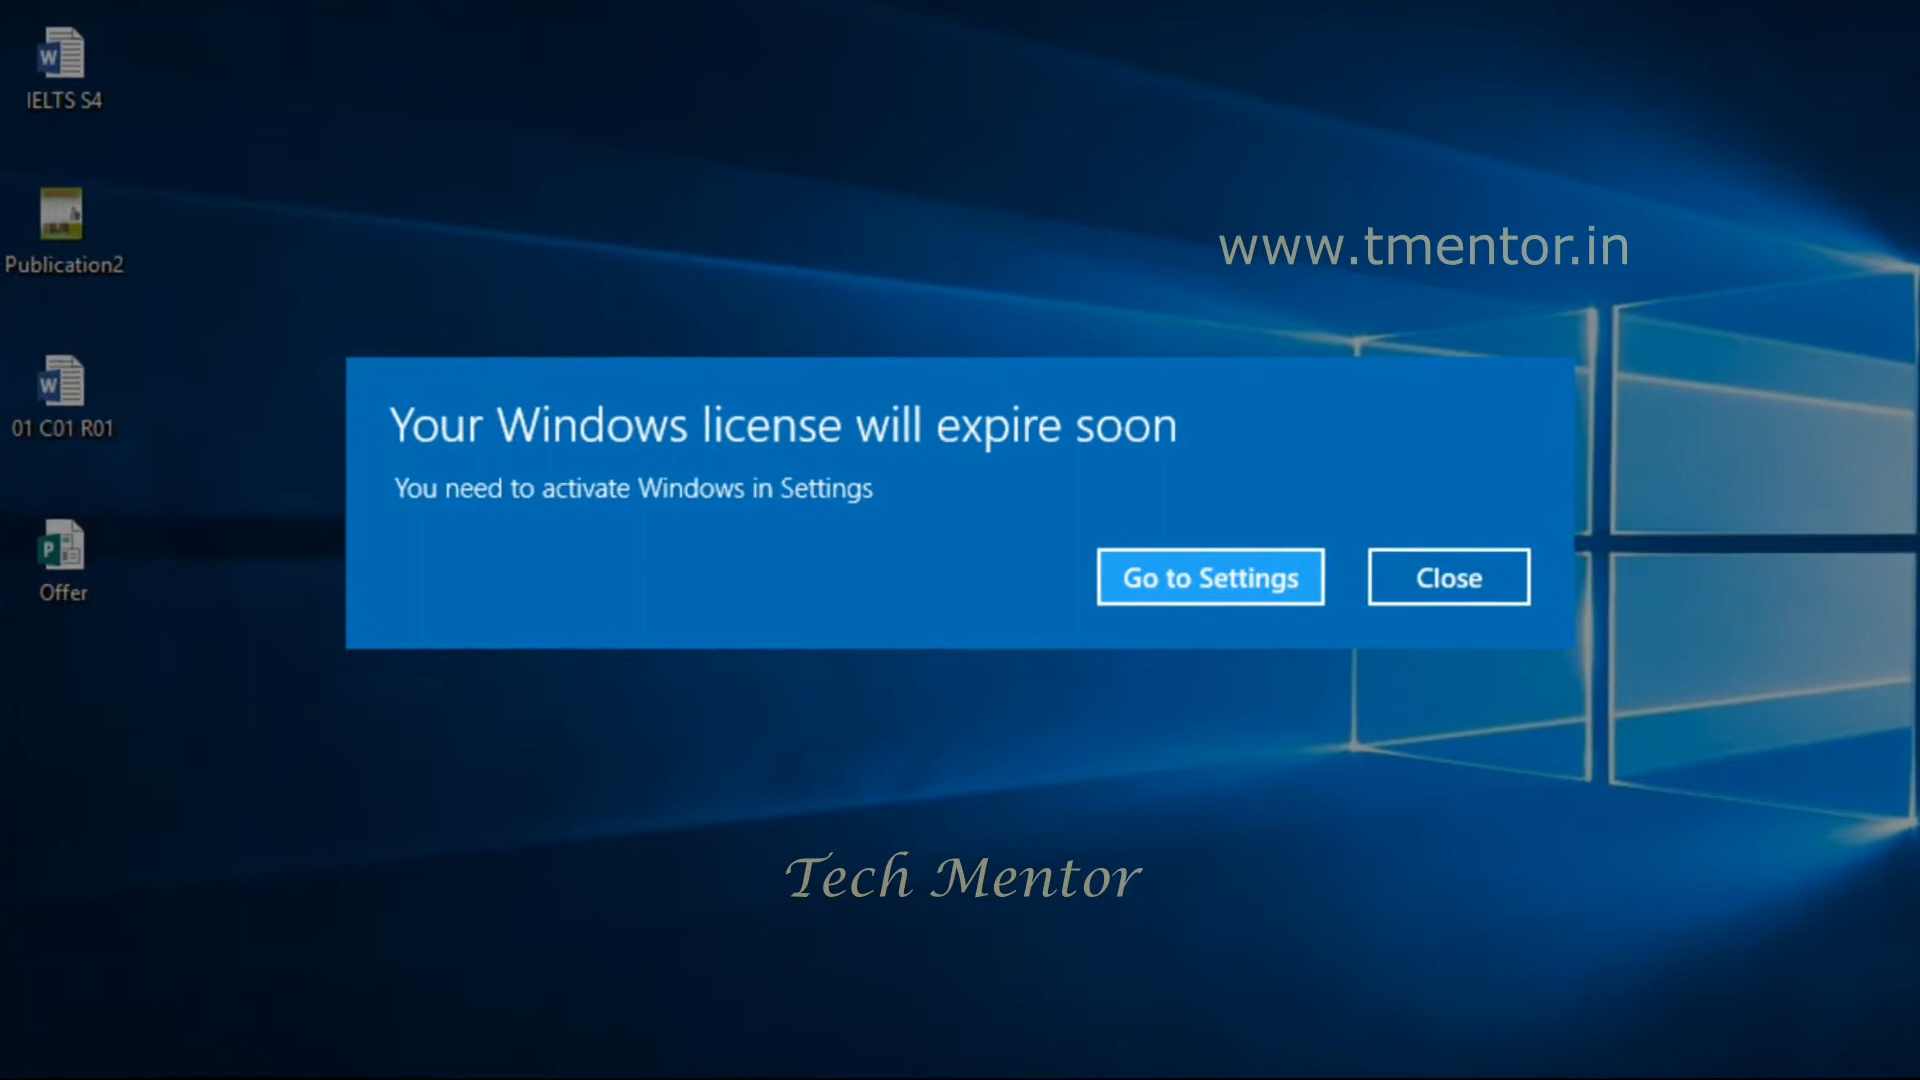 IELTS S4
Publication2
01 C01 R01
Offer
www.tmentor.in
Your Windows license will expire soon
You need to activate Windows in Settings
Go to Settings
Close
Tech Mentor